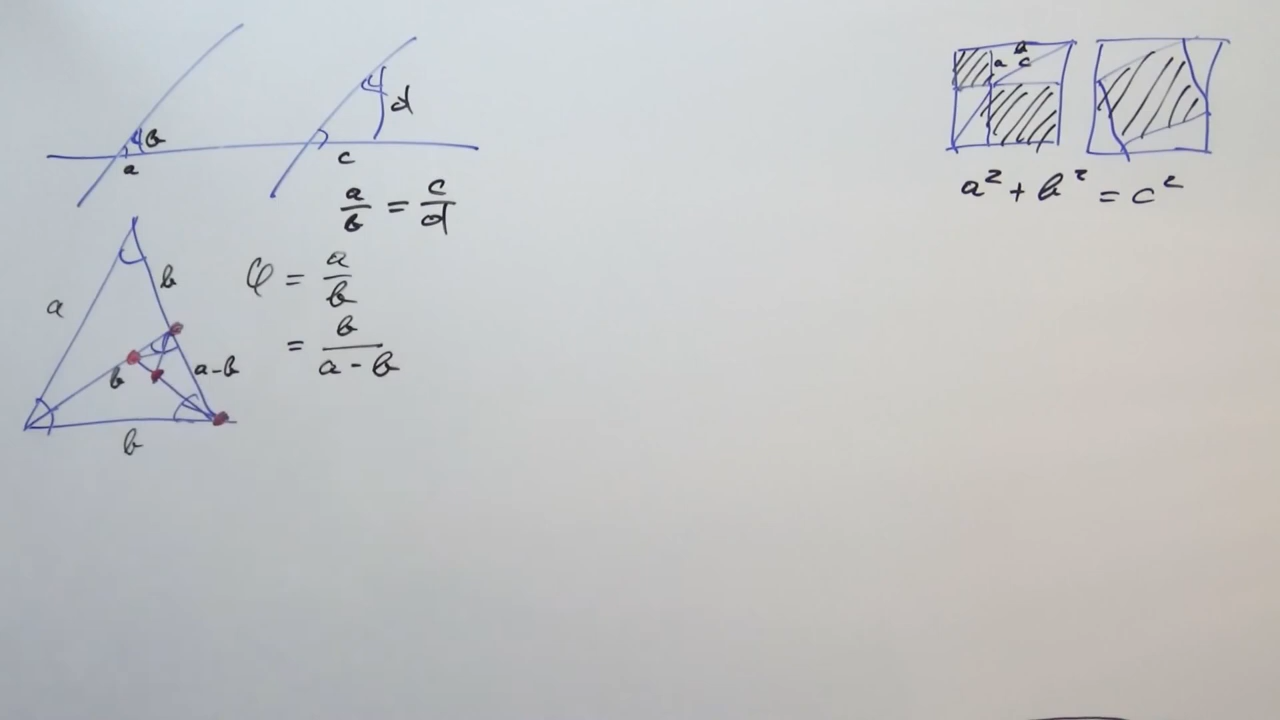 b
a
d
c
a/b = c/d
a
b
b
a-b
b
φ = a/b
= b/(a - b)
a
a c
a² + b² = c²